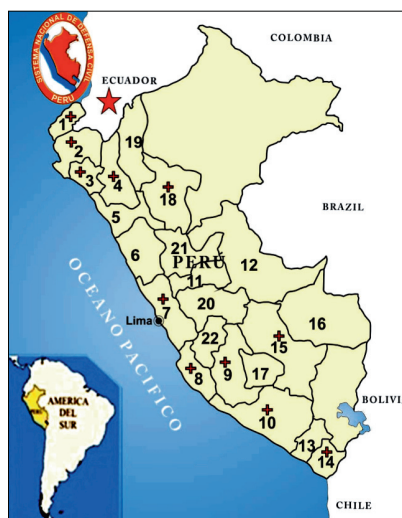 SISTEMA NACIONAL DE DEFENSA CIVIL
PERU
COLOMBIA
ECUADOR
1
2
19
3
4
18
BRAZIL
5
6
21
PERÚ
12
11
7
20
Lima
16
22
15
8
9
17
10
OCEANO PACIFICO
BOLIVI
13
14
CHILE
AMERICA
DEL
SUR